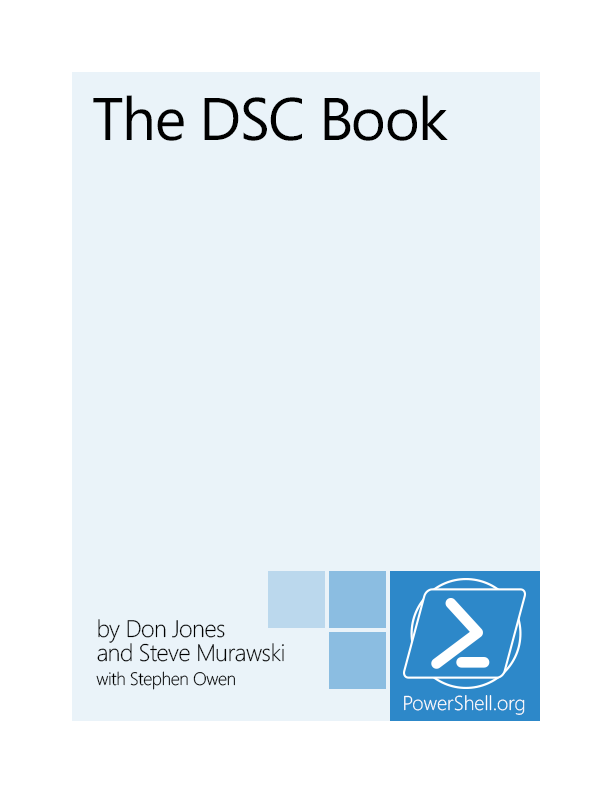 The DSC Book
by Don Jones
and Steve Murawski
with Stephen Owen
PowerShell.org